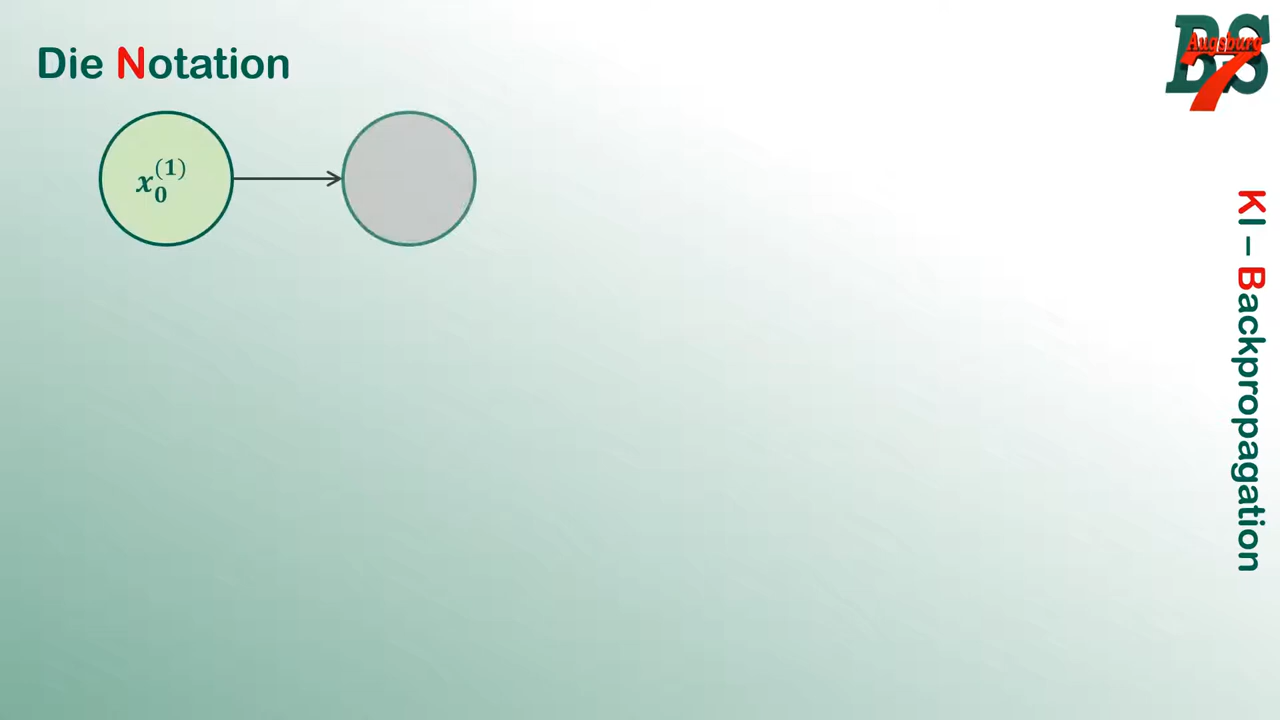 Die Notation
x_0^{(1)}
BS
Augsburg
7
KI – Backpropagation